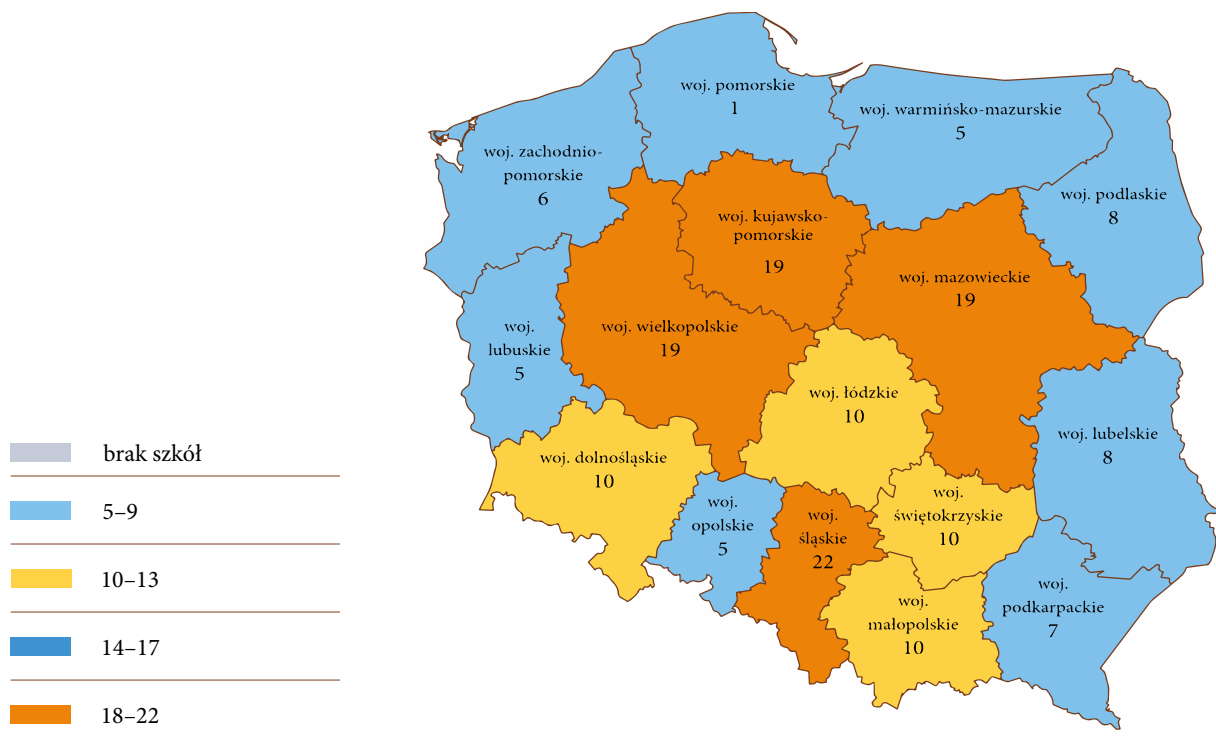 woj. pomorskie
1
woj. warmińsko-mazurskie
5
woj. zachodnio-
pomorskie
6
woj. podlaskie
8
woj. kujawsko-
pomorskie
19
woj. mazowieckie
19
woj.
lubuskie
5
woj. wielkopolskie
19
woj. łódzkie
10
woj. lubelskie
8
woj. dolnośląskie
10
woj.
opolskie
5
woj.
śląskie
22
woj.
świętokrzyskie
10
woj.
małopolskie
10
woj.
podkarpackie
7
brak szkół
5–9
10–13
14–17
18–22